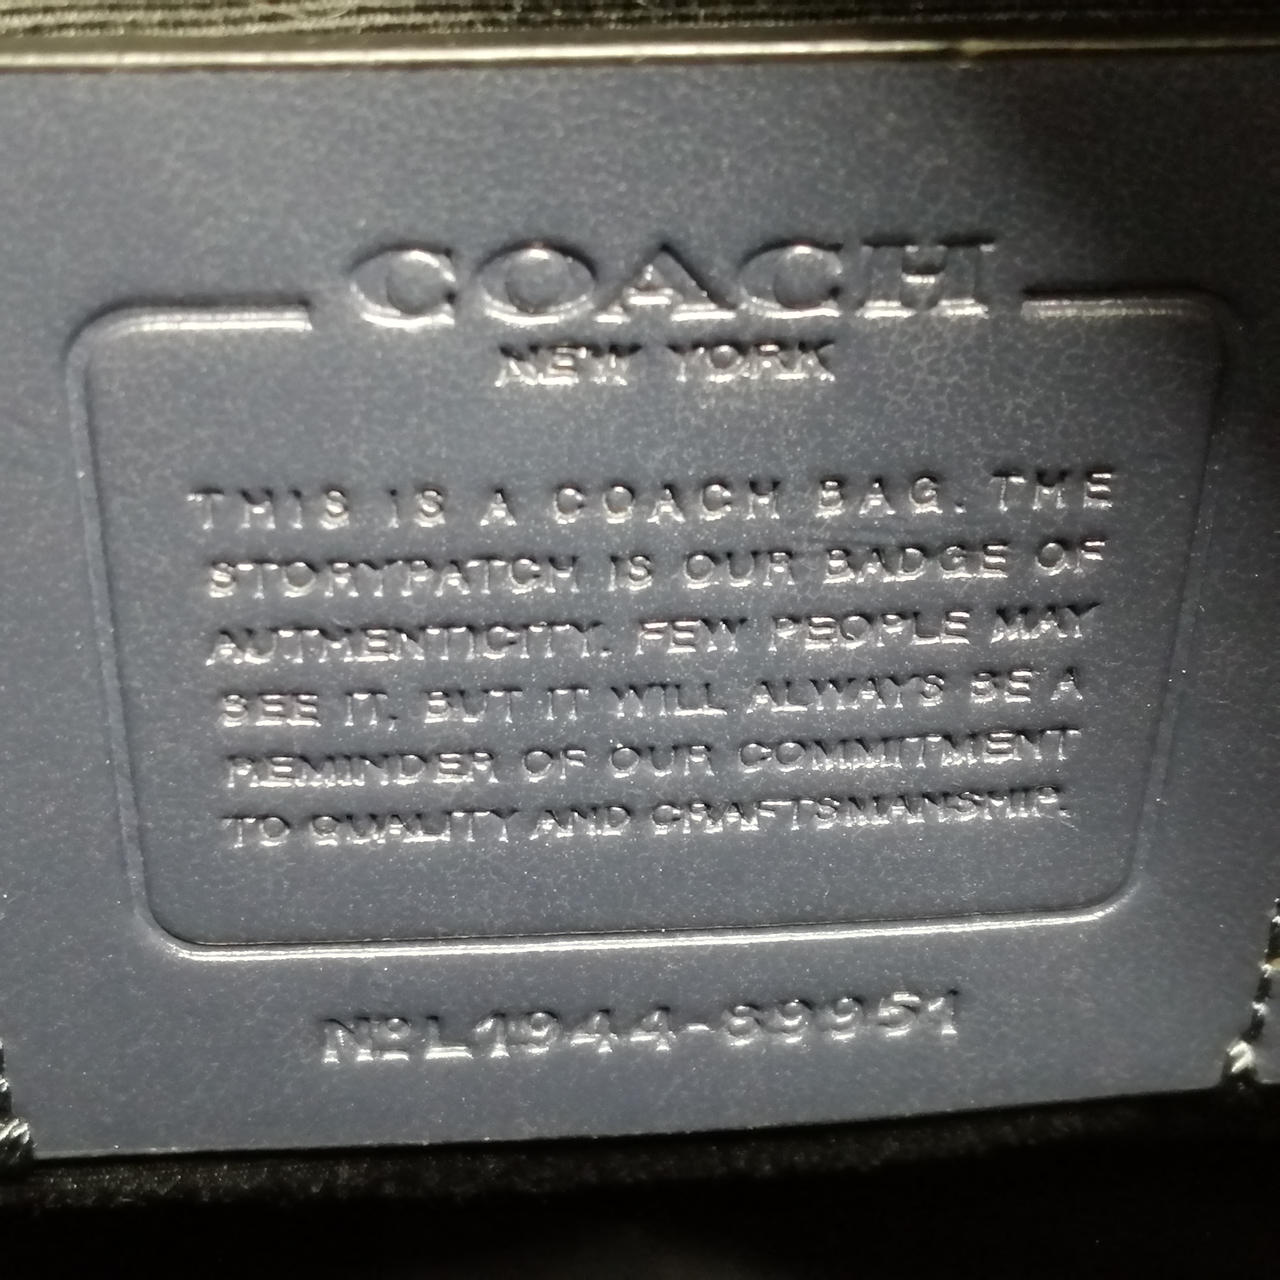 COACH
NEW YORK
THIS IS A COACH BAG. THE
STORYPATCH IS OUR BADGE OF
AUTHENTICITY. FEW PEOPLE MAY
SEE IT, BUT IT WILL ALWAYS BE A
REMINDER OF OUR COMMITMENT
TO QUALITY AND CRAFTSMANSHIP.
Nº L1944-69951